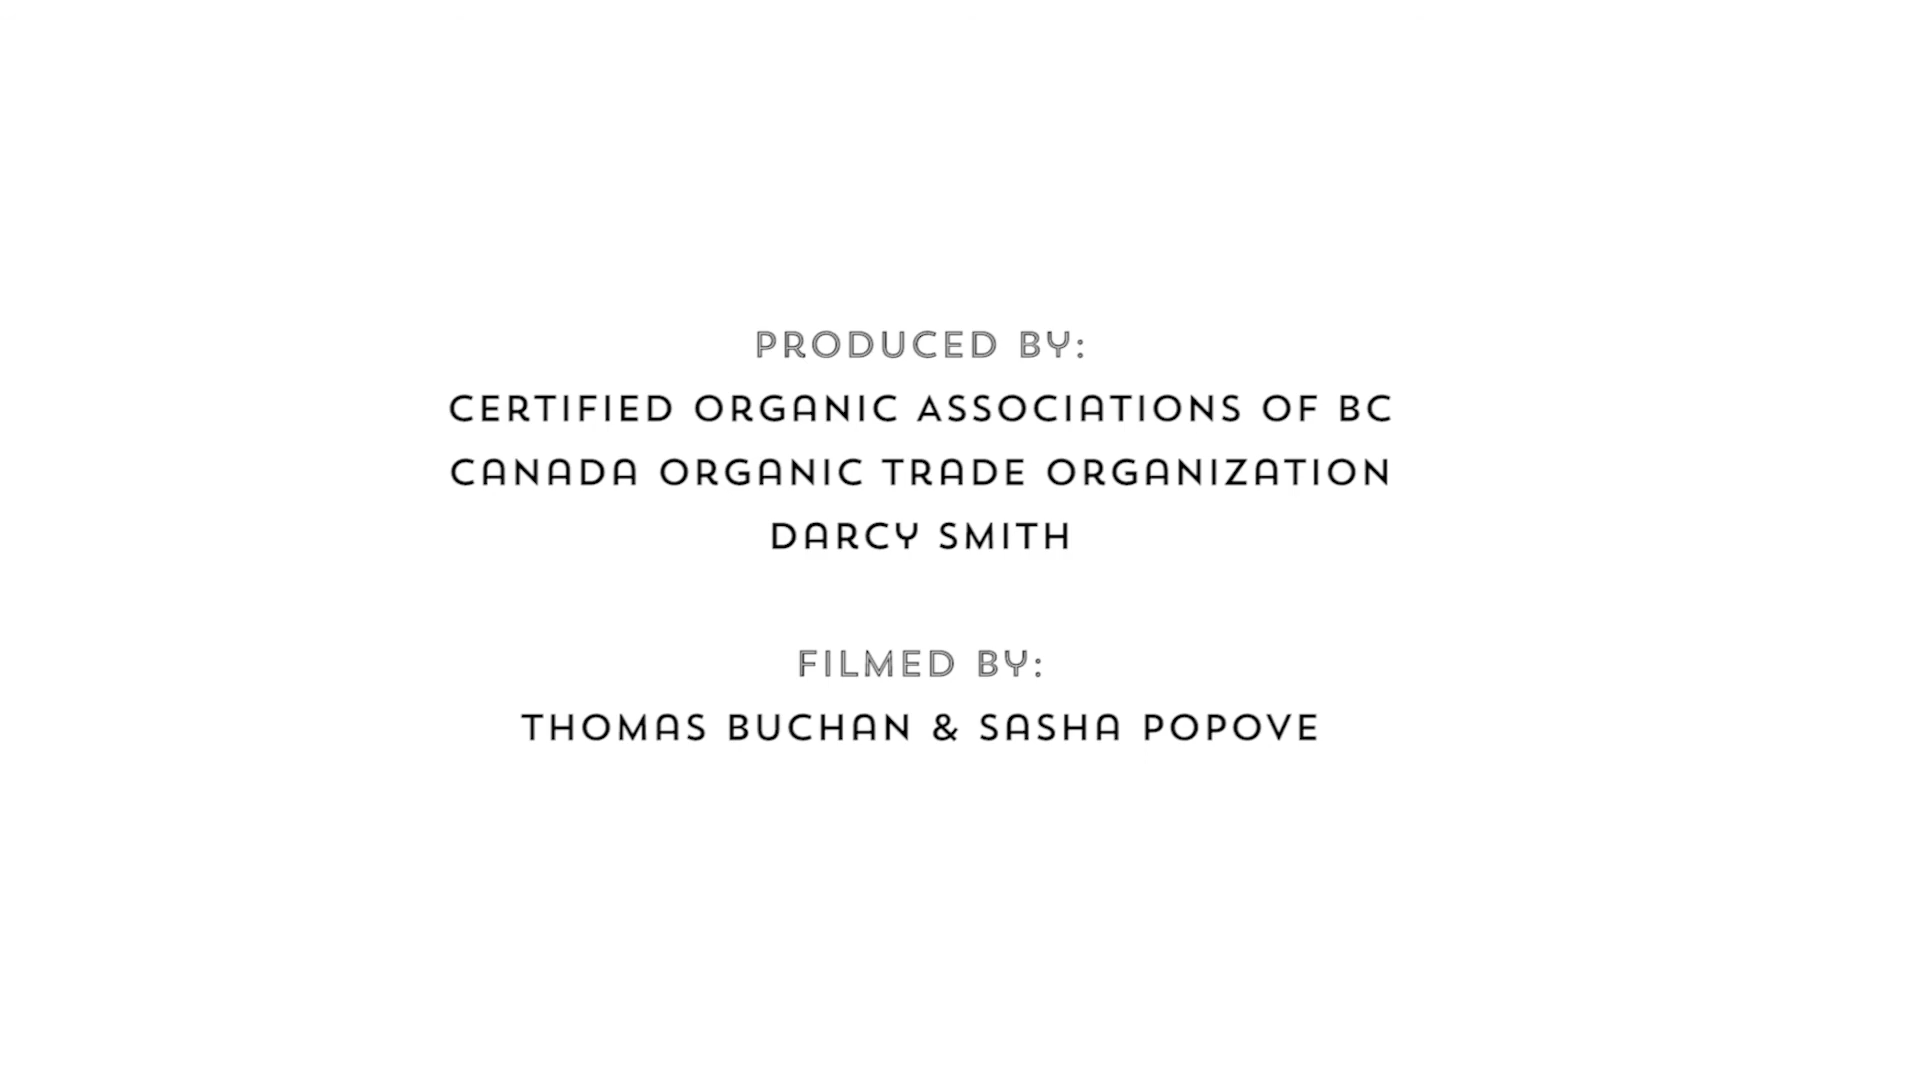 PRODUCED BY:
CERTIFIED ORGANIC ASSOCIATIONS OF BC
CANADA ORGANIC TRADE ORGANIZATION
DARCY SMITH
FILMED BY:
THOMAS BUCHAN & SASHA POPOVE